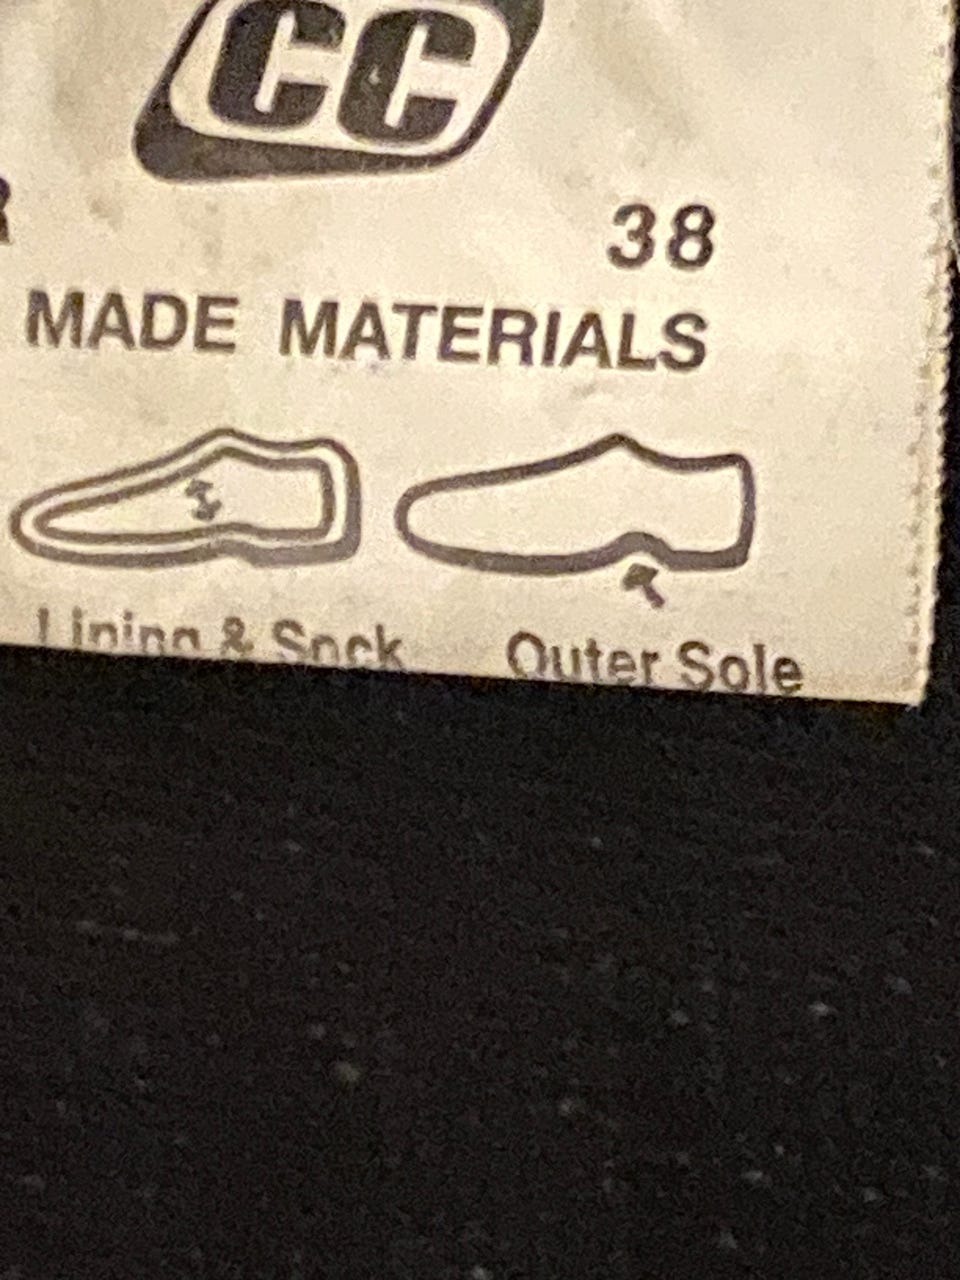 CC
38
MADE MATERIALS
Lining & Sock Outer Sole